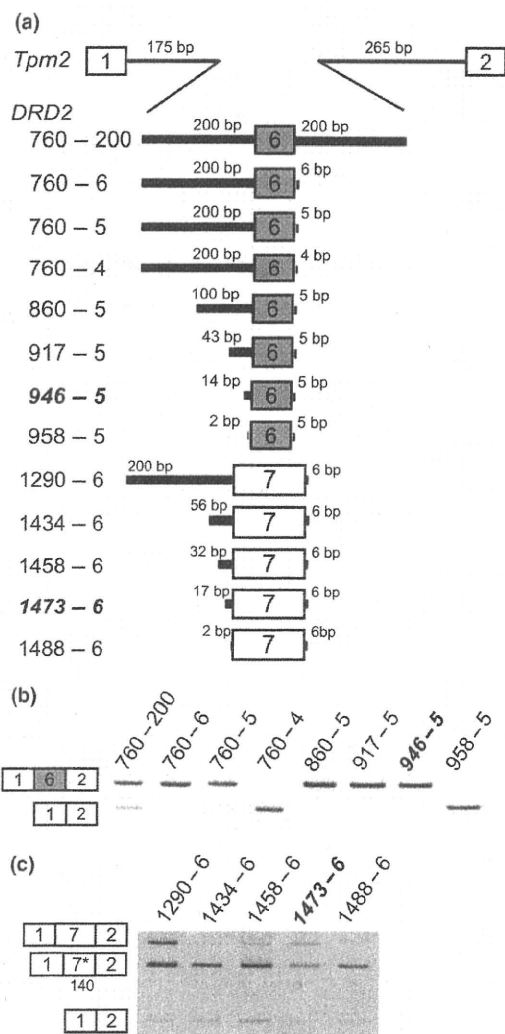 (a)
175 bp 265 bp
Tpm2 1 2
DRD2
200 bp 200 bp
760 – 200 6
200 bp 6 bp
760 – 6 6
200 bp 5 bp
760 – 5 6
200 bp 4 bp
760 – 4 6
100 bp 5 bp
860 – 5 6
43 bp 5 bp
917 – 5 6
14 bp 5 bp
946 – 5 6
2 bp 5 bp
958 – 5 6
200 bp 6 bp
1290 – 6 7
56 bp 6 bp
1434 – 6 7
32 bp 6 bp
1458 – 6 7
17 bp 6 bp
1473 – 6 7
2 bp 6bp
1488 – 6 7
(b)
760 – 200 760 – 6 760 – 5 760 – 4 860 – 5 917 – 5 946 – 5 958 – 5
1 6 2
1 2
(c)
1290 – 6 1434 – 6 1458 – 6 1473 – 6 1488 – 6
1 7 2
1 7* 2
140
1 2